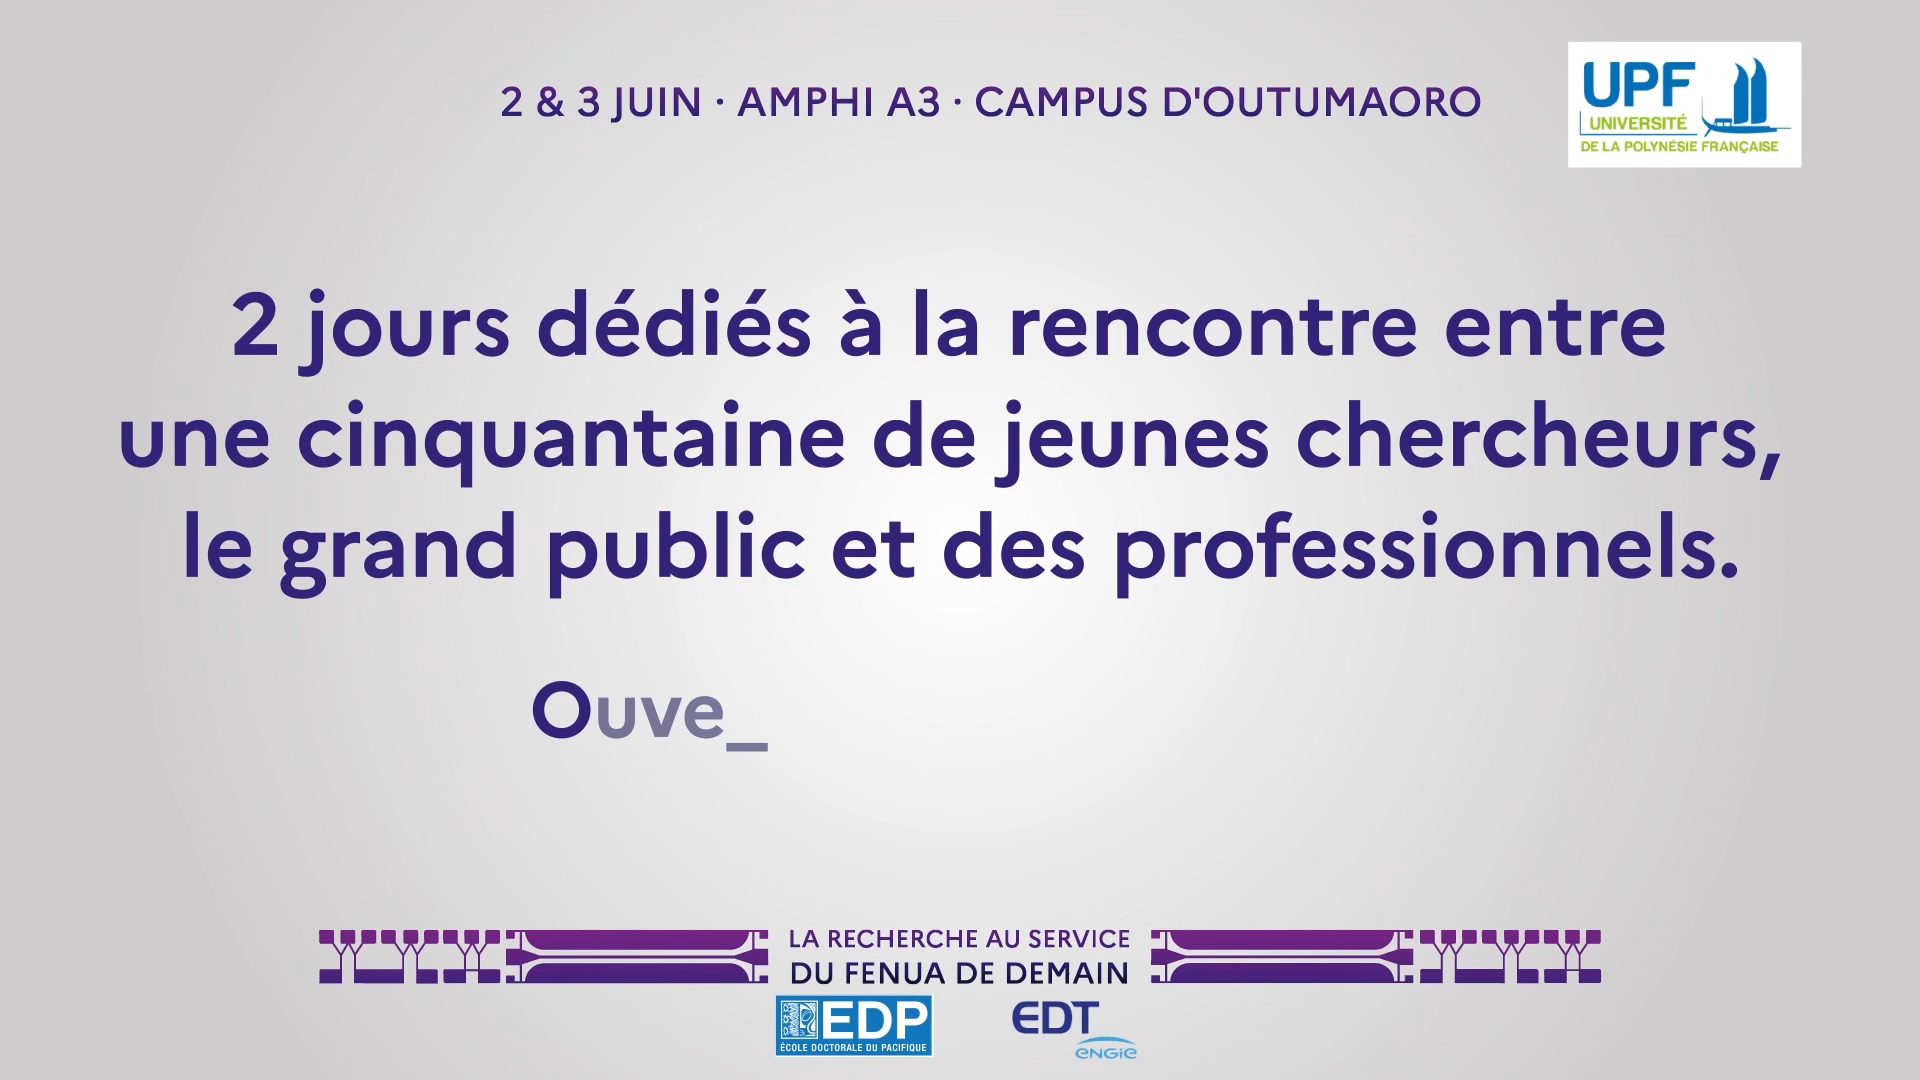 2 & 3 JUIN · AMPHI A3 · CAMPUS D'OUTUMAORO
UPF
UNIVERSITÉ
DE LA POLYNÉSIE FRANÇAISE
2 jours dédiés à la rencontre entre
une cinquantaine de jeunes chercheurs,
le grand public et des professionnels.
Ouve_
LA RECHERCHE AU SERVICE
DU FENUA DE DEMAIN
EDP
ÉCOLE DOCTORALE DU PACIFIQUE
EDT
ENGIE